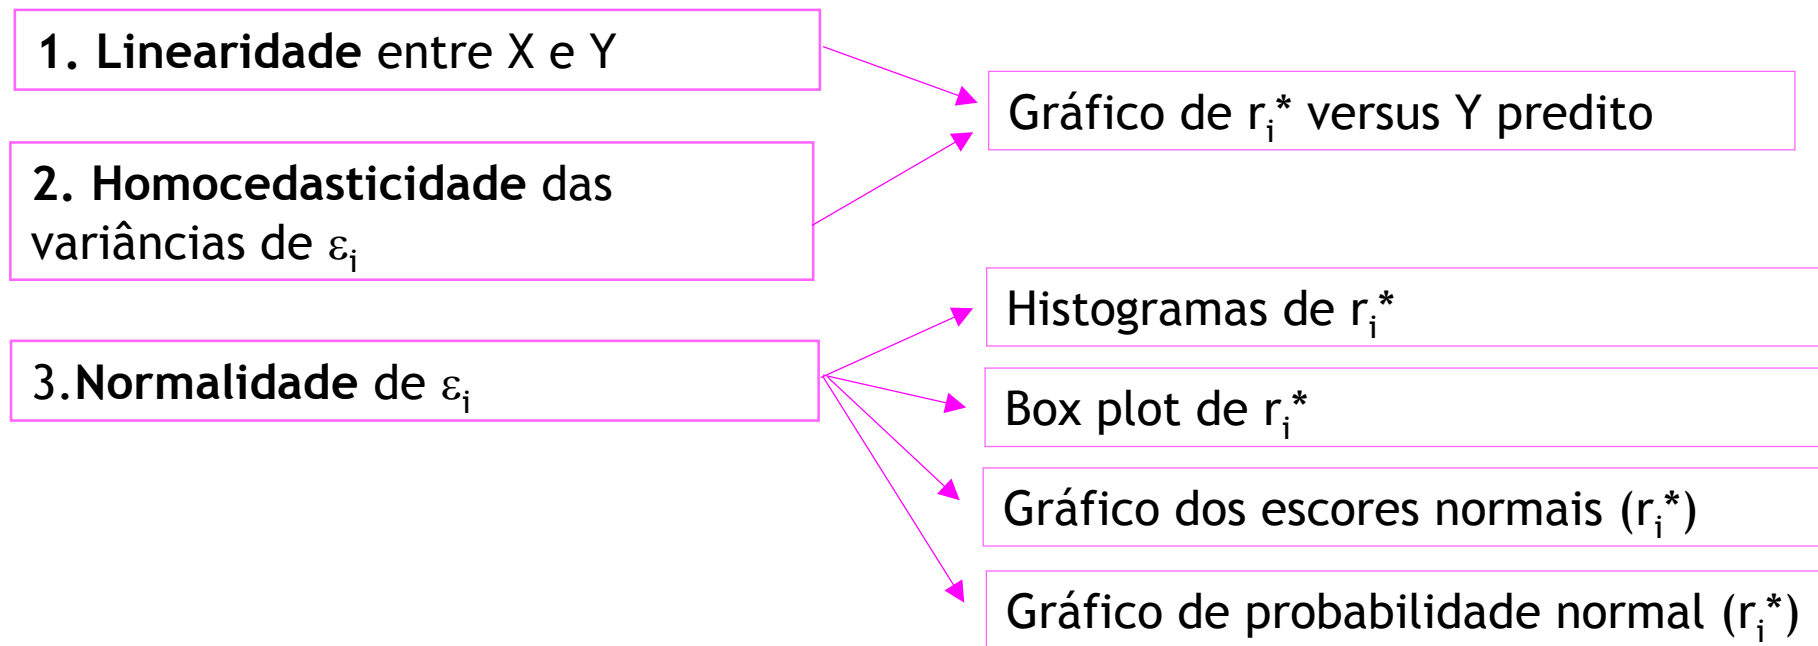 1. Linearidade entre X e Y
Gráfico de rᵢ* versus Y predito
2. Homocedasticidade das
variâncias de εᵢ
Histogramas de rᵢ*
3.Normalidade de εᵢ
Box plot de rᵢ*
Gráfico dos escores normais (rᵢ*)
Gráfico de probabilidade normal (rᵢ*)